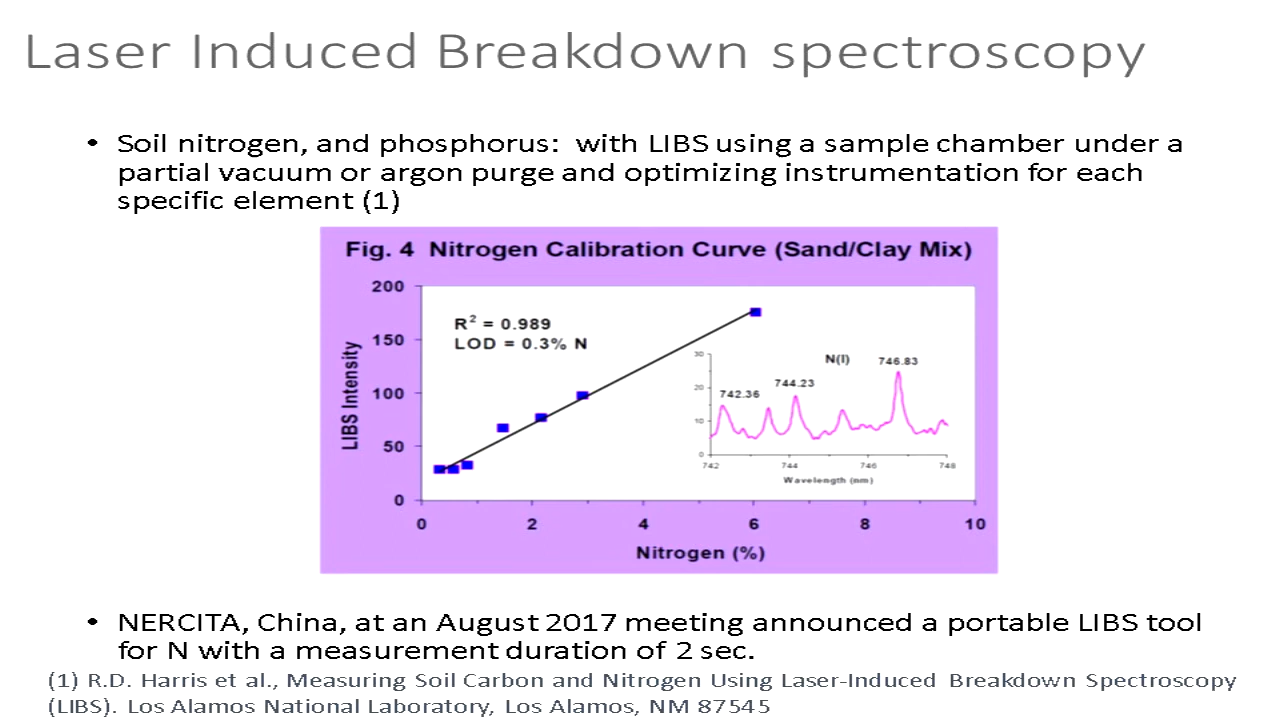 Laser Induced Breakdown spectroscopy
• Soil nitrogen, and phosphorus: with LIBS using a sample chamber under a
partial vacuum or argon purge and optimizing instrumentation for each
specific element (1)
Fig. 4 Nitrogen Calibration Curve (Sand/Clay Mix)
200
150
100
50
0
LIBS Intensity
R² = 0.989
LOD = 0.3% N
N(I)
742.36
744.23
746.83
30
20
10
0
742 744 746 748
Wavelength (nm)
0 2 4 6 8 10
Nitrogen (%)
• NERCITA, China, at an August 2017 meeting announced a portable LIBS tool
for N with a measurement duration of 2 sec.
(1) R.D. Harris et al., Measuring Soil Carbon and Nitrogen Using Laser-Induced Breakdown Spectroscopy
(LIBS). Los Alamos National Laboratory, Los Alamos, NM 87545